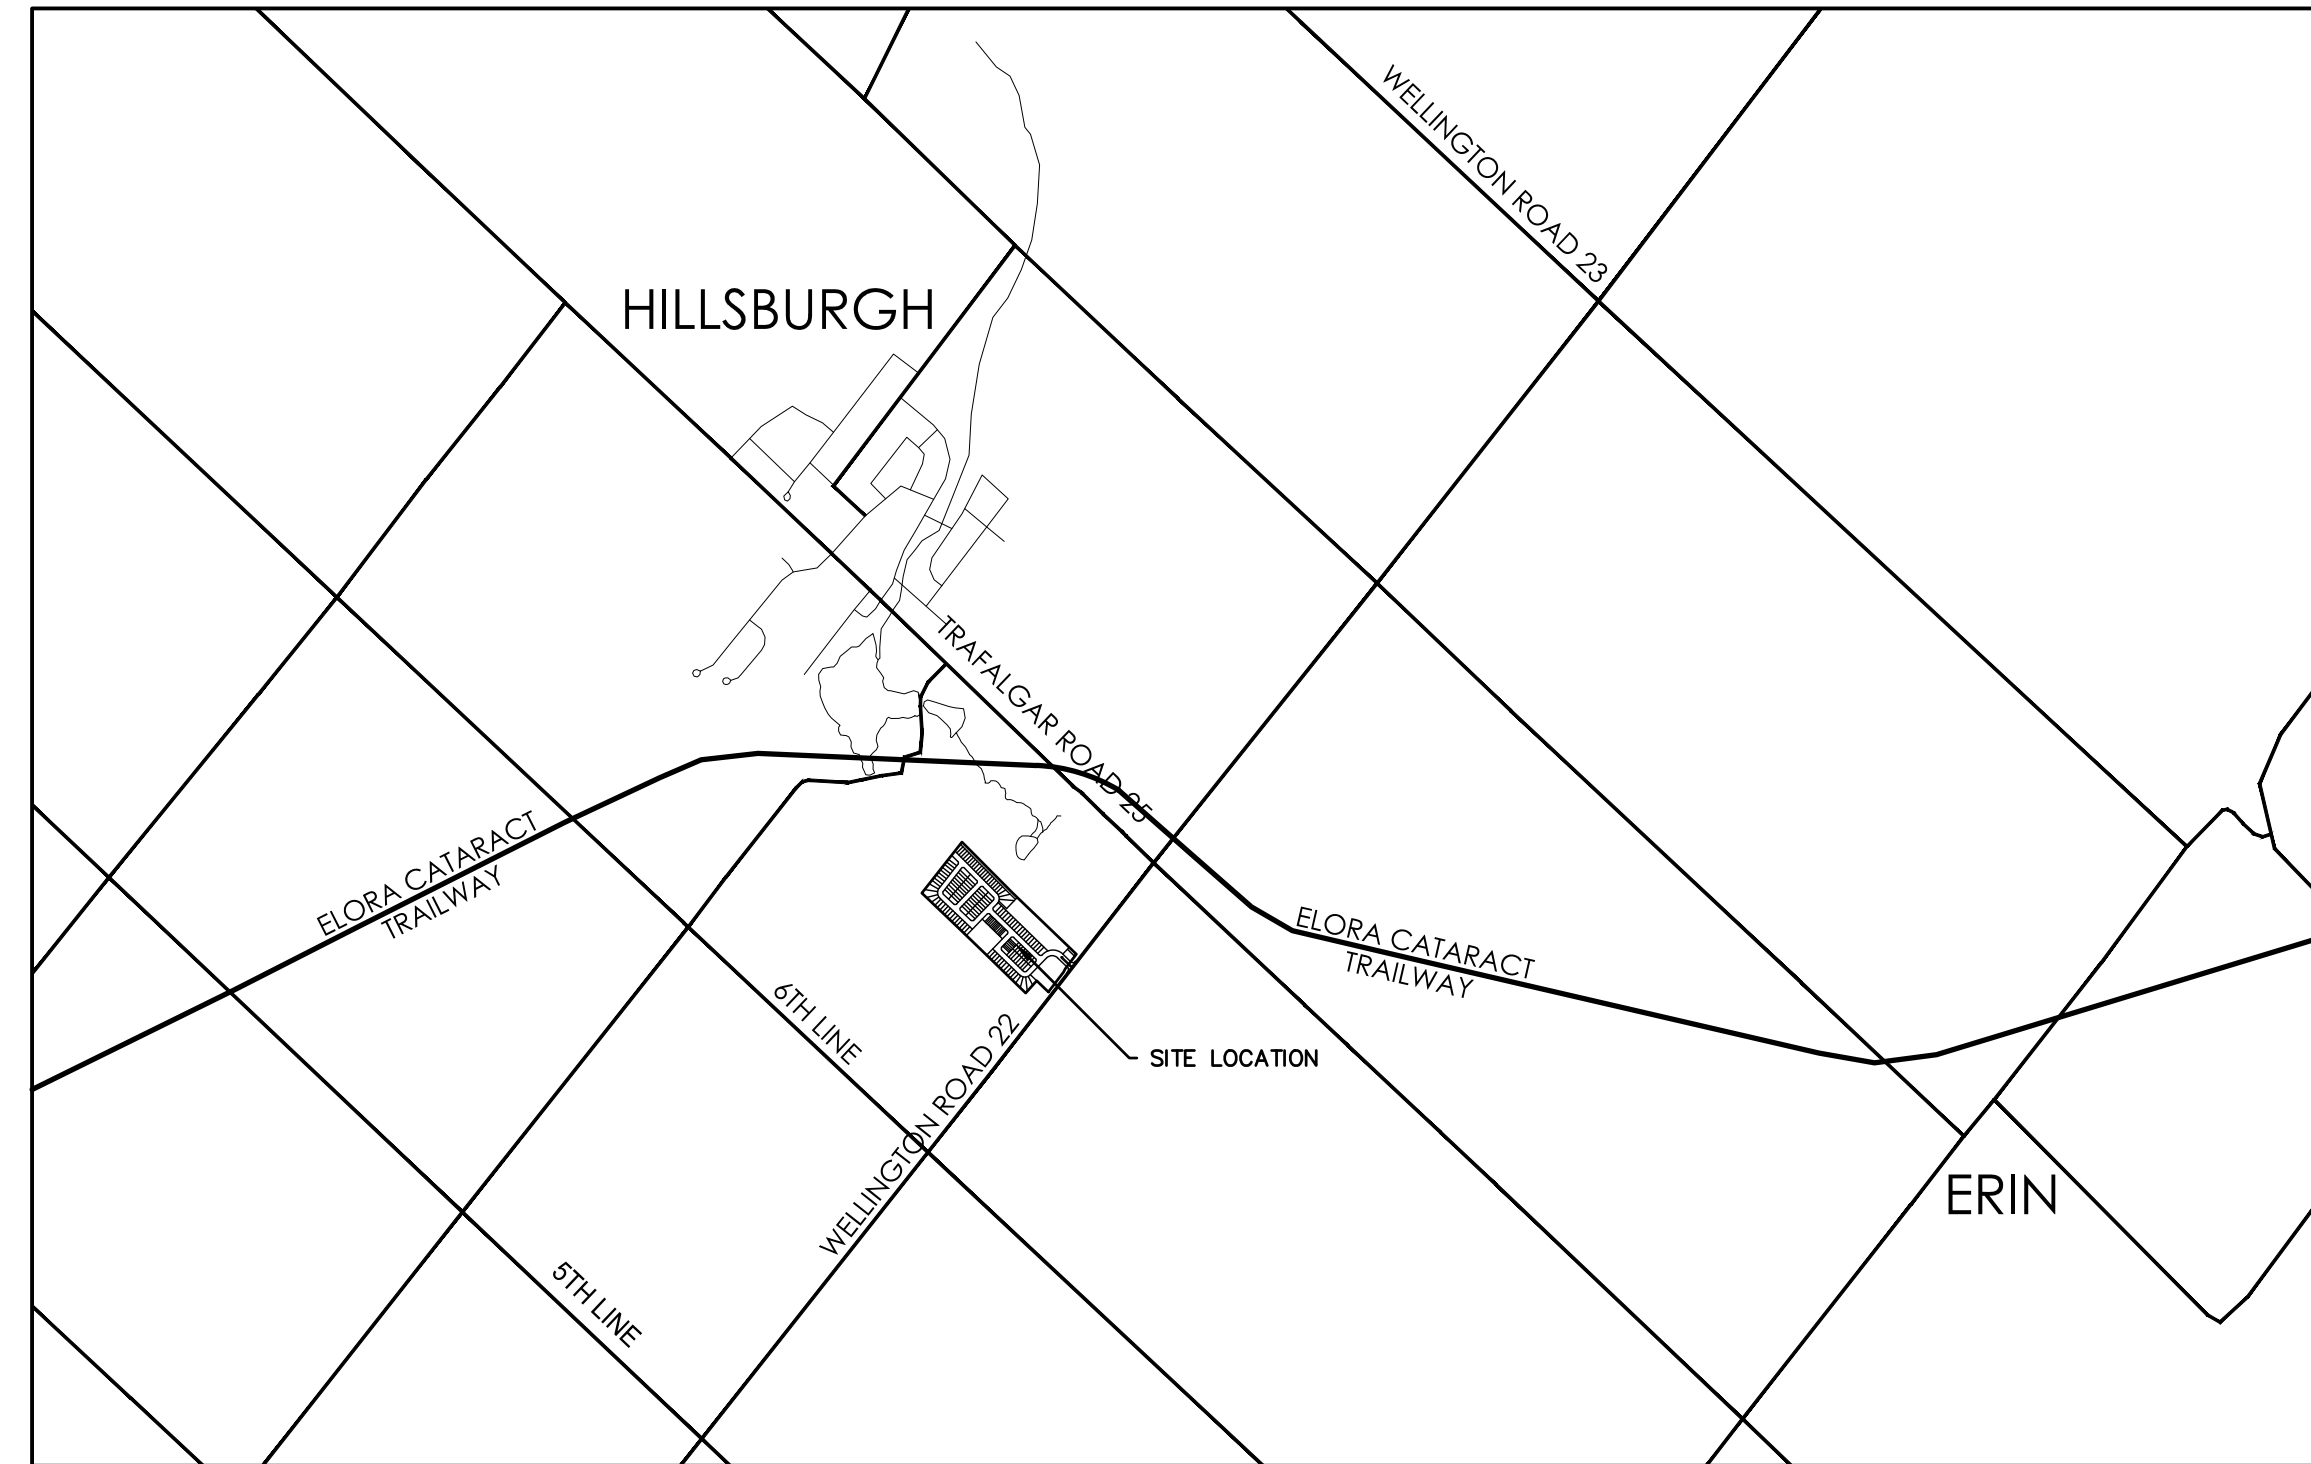 WELLINGTON ROAD 23
HILLSBURGH
TRAFALGAR ROAD 25
ELORA CATARACT
TRAILWAY
ELORA CATARACT
TRAILWAY
6TH LINE
WELLINGTON ROAD 22
SITE LOCATION
ERIN
5TH LINE